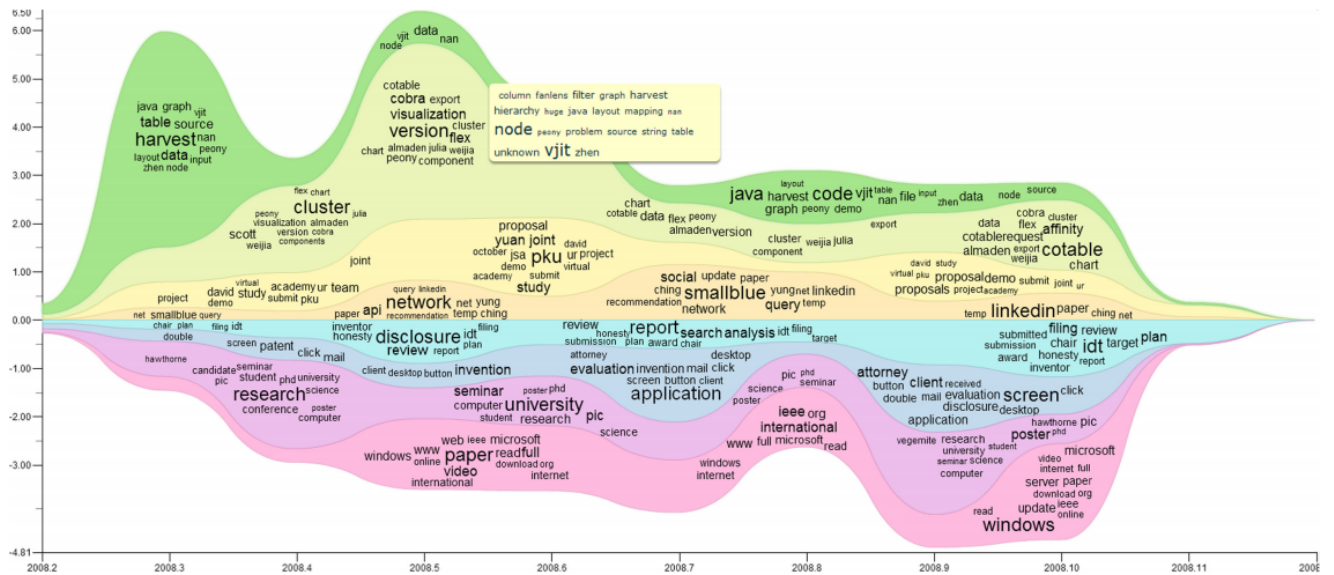 6.50
6.00
5.00
4.00
3.00
2.00
1.00
0.00
-1.00
-2.00
-3.00
-4.81
2008.2 2008.3 2008.4 2008.5 2008.6 2008.7 2008.8 2008.9 2008.10 2008.11 2008.
java graph vjit
table source
harvest nan
peony
layout data input
zhen node
vjit data nan
node
cotable
cobra export
visualization
version cluster
flex
chart almaden julia weijia
peony component
column fanlens filter graph harvest
hierarchy huge java layout mapping nan
node peony problem source string table
unknown vjit zhen
layout
java harvest code vjit table
nan file input
graph peony demo
zhen data
node source
flex chart
cluster julia
peony
visualization almaden
scott version cobra
weijia components
chart
cotable data flex peony
almaden version
cluster weijia julia
component
export
data cobra cluster
flex affinity
cotable request
almaden export cotable
weijia
chart
joint
virtual
project david study academy ur team
demo submit pku
proposal
yuan joint
october jsa pku david
ur project
demo virtual
academy submit
study
david study
virtual pku proposal demo submit joint ur
proposals project academy
net smallblue query
paper api query linkedin
network net yung
recommendation temp ching
social update paper
ching smallblue yung net linkedin
recommendation query temp
network
temp linkedin paper ching net
chair plan filing idt
double
inventor filing
honesty disclosure idt
review report plan
review report search analysis idt filing
honesty
submission plan award chair target
submitted filing review
submission chair idt target plan
award honesty
inventor report
screen patent click mail
client desktop button invention
attorney desktop
evaluation invention mail click
screen button client
application
attorney
button client received
double mail evaluation screen click
disclosure desktop
application
hawthorne
candidate seminar
pic student phd university
research science
conference poster
computer
seminar poster phd
computer university pic
student research
science
pic phd
science seminar
poster
hawthorne pic
vegemite research poster phd
university student
seminar science
computer
web ieee microsoft
windows www paper read full
online download org
video internet
international
ieee org
international
www full microsoft read
windows
internet
microsoft
video
internet full
server paper
download org
read update ieee
online
windows